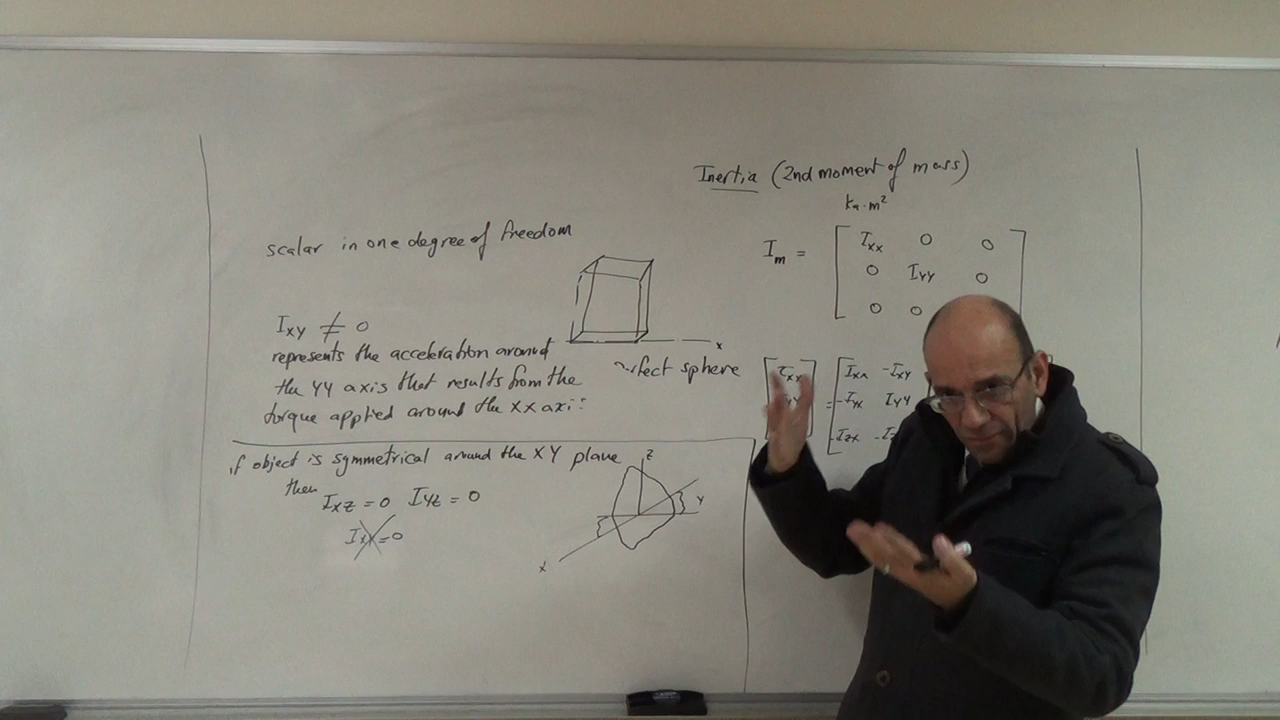 Inertia (2nd moment of mass)
kg.m²
scalar in one degree of freedom
Im =
Ixx 0 0
0 IYY 0
0 0
IXY ≠ 0
represents the acceleration around
the YY axis that results from the
torque applied around the XX axis
x
sphere
Ixx -IXY
= -IYX IYY
-IZX
if object is symmetrical around the XY plane
then
IXZ = 0 IYZ = 0
IXY = 0
Z
Y
X